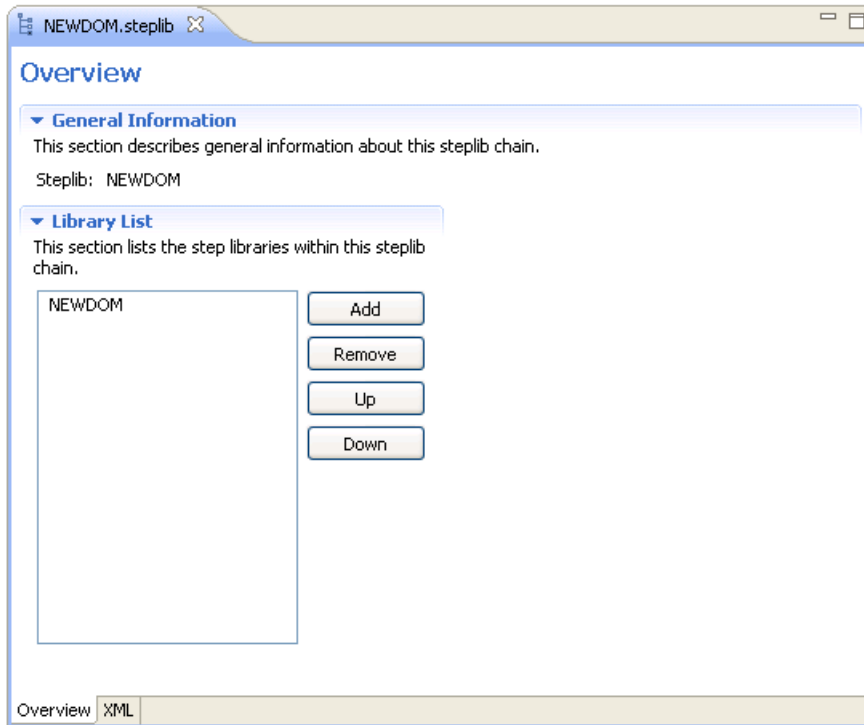 NEWDOM.steplib
Overview
General Information
This section describes general information about this steplib chain.
Steplib: NEWDOM
Library List
This section lists the step libraries within this steplib
chain.
NEWDOM
Add
Remove
Up
Down
Overview XML